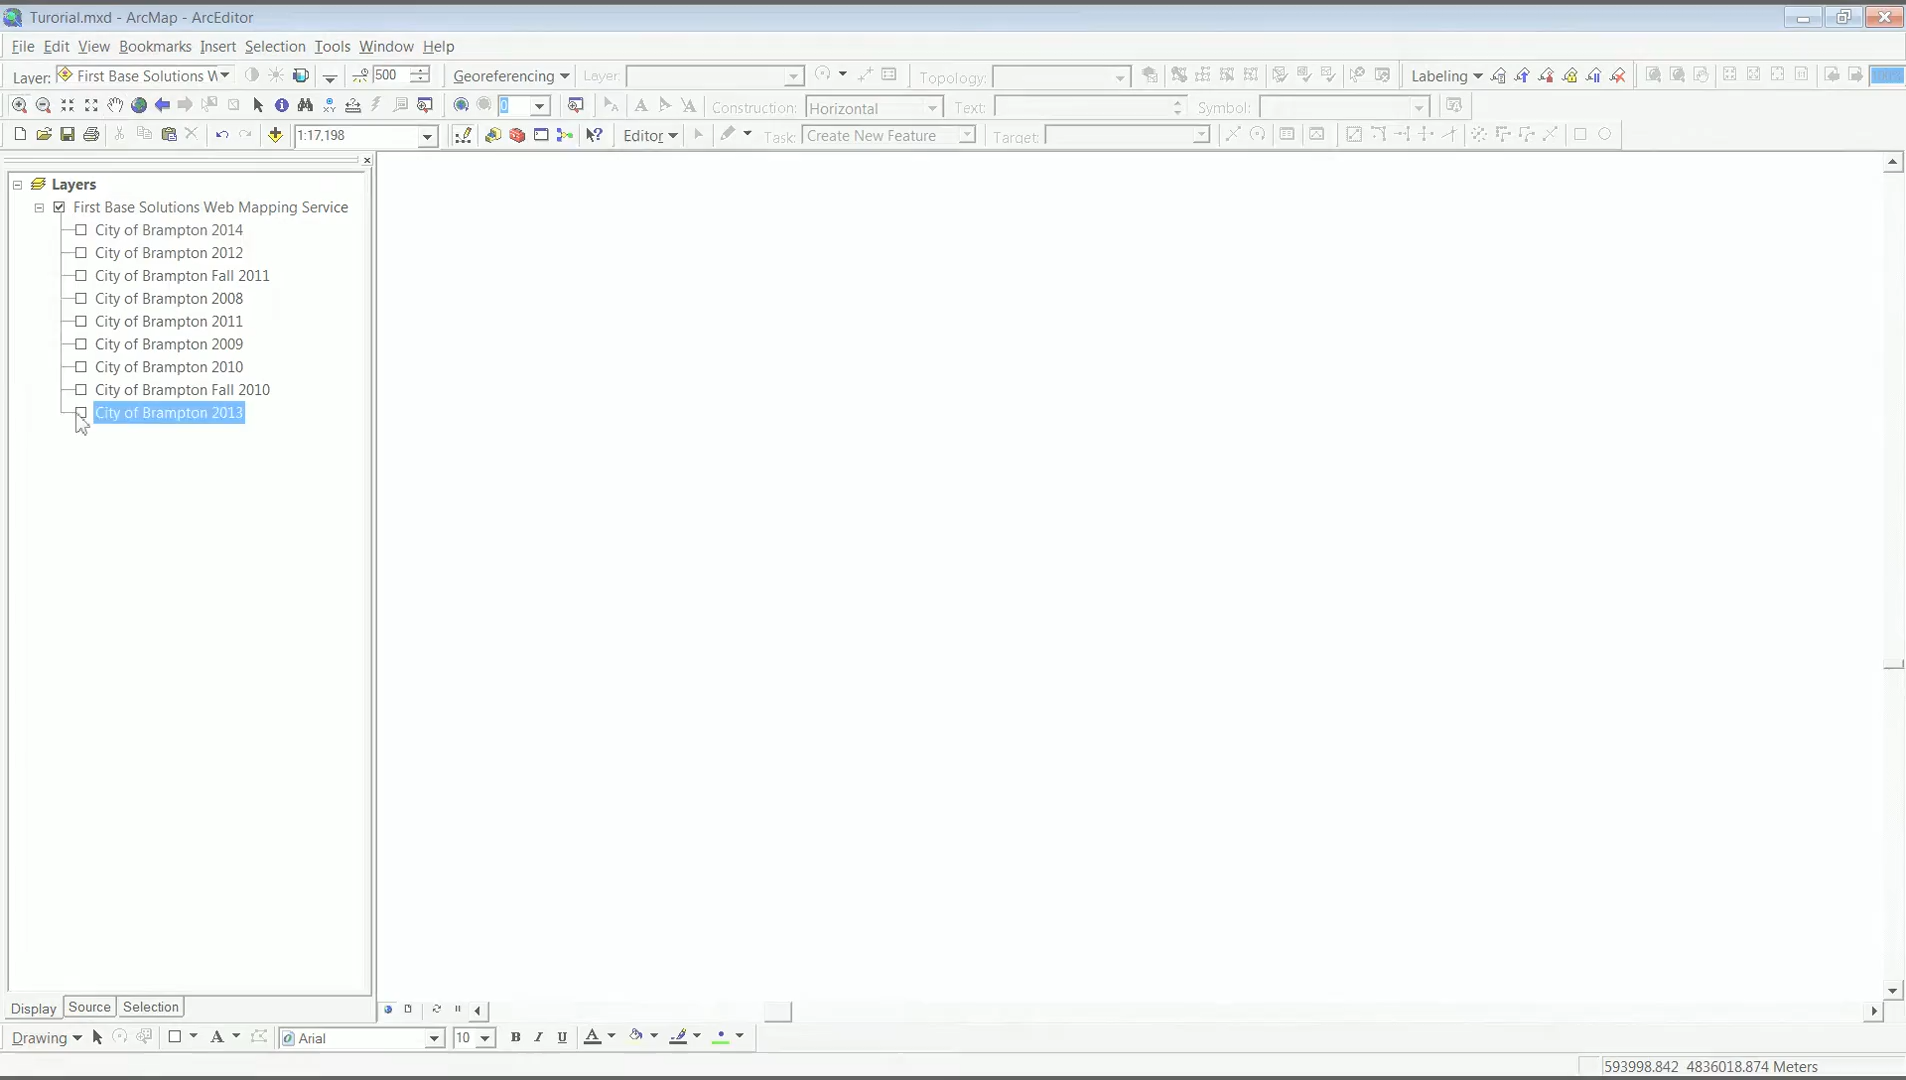 Turorial.mxd - ArcMap - ArcEditor
File Edit View Bookmarks Insert Selection Tools Window Help
Layer: First Base Solutions W 500 Georeferencing Layer: Topology: Labeling
0 Construction: Horizontal Text: Symbol:
1:17,198 Editor Task: Create New Feature Target:
Layers
First Base Solutions Web Mapping Service
City of Brampton 2014
City of Brampton 2012
City of Brampton Fall 2011
City of Brampton 2008
City of Brampton 2011
City of Brampton 2009
City of Brampton 2010
City of Brampton Fall 2010
City of Brampton 2013
Display Source Selection
Drawing A Arial 10 B I U A
593998.842 4836018.874 Meters